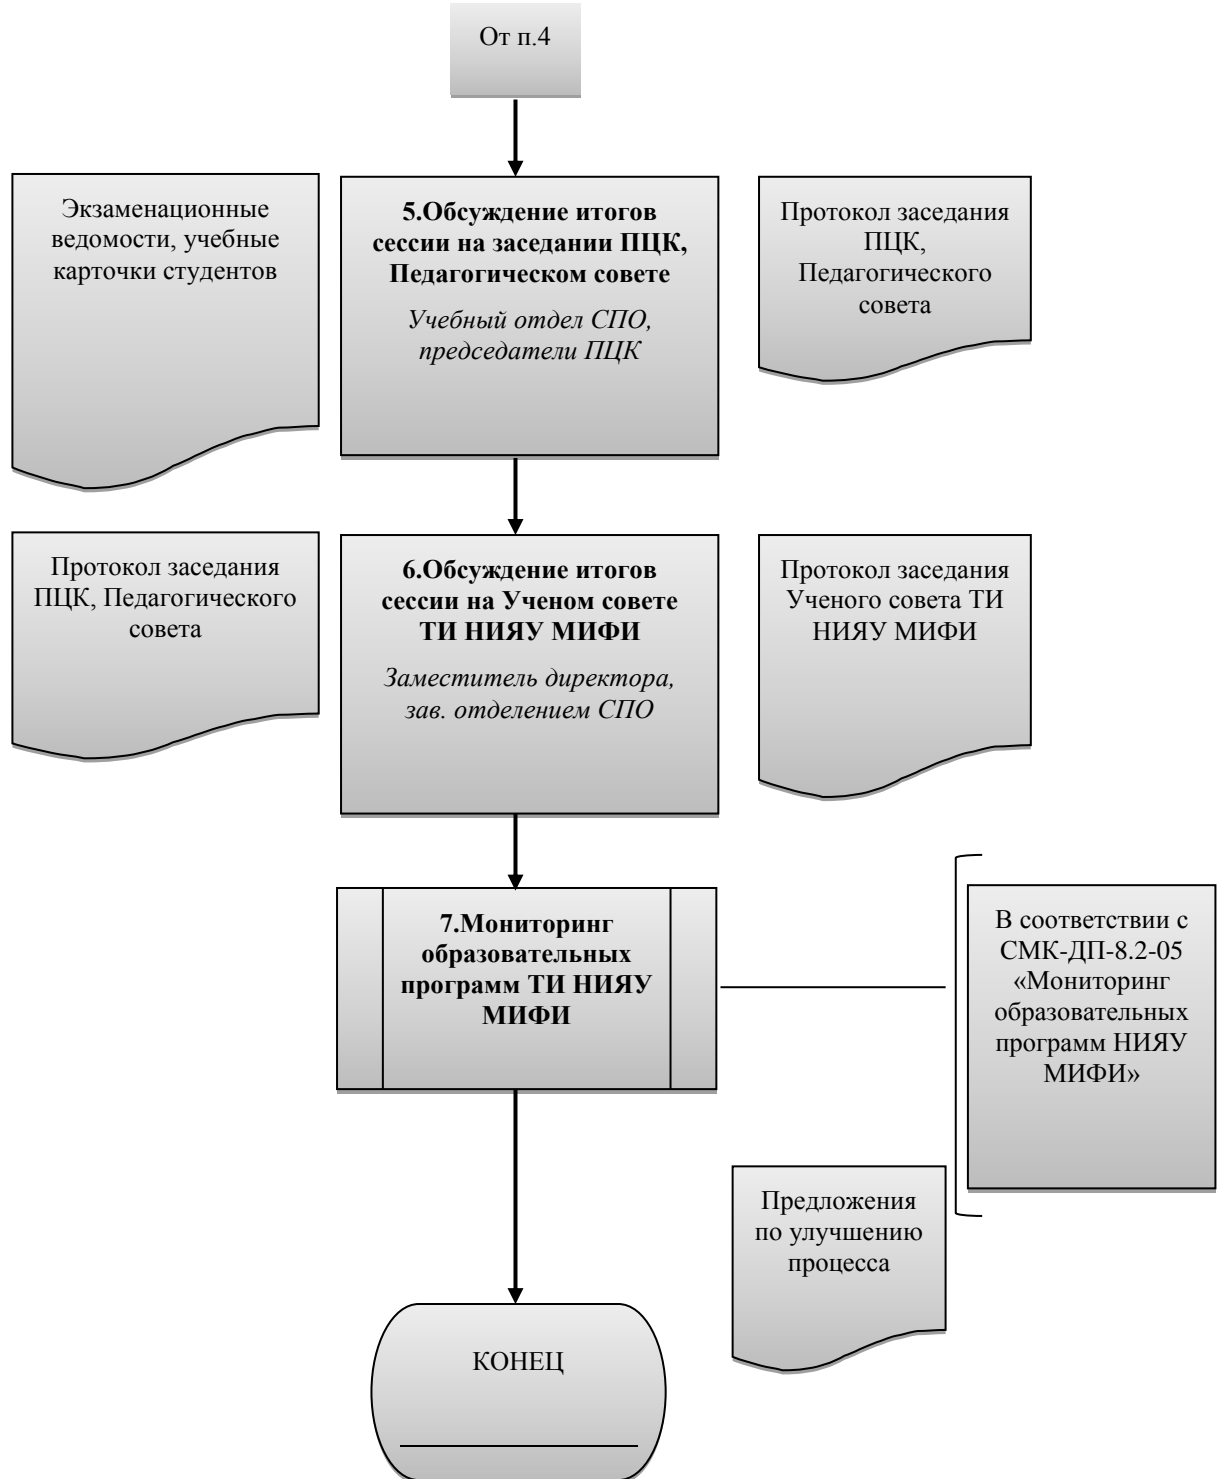 От п.4
Экзаменационные
ведомости, учебные
карточки студентов
5.Обсуждение итогов
сессии на заседании ПЦК,
Педагогическом совете
Учебный отдел СПО,
председатели ПЦК
Протокол заседания
ПЦК,
Педагогического
совета
Протокол заседания
ПЦК, Педагогического
совета
6.Обсуждение итогов
сессии на Ученом совете
ТИ НИЯУ МИФИ
Заместитель директора,
зав. отделением СПО
Протокол заседания
Ученого совета ТИ
НИЯУ МИФИ
7.Мониторинг
образовательных
программ ТИ НИЯУ
МИФИ
В соответствии с
СМК-ДП-8.2-05
«Мониторинг
образовательных
программ НИЯУ
МИФИ»
Предложения
по улучшению
процесса
КОНЕЦ